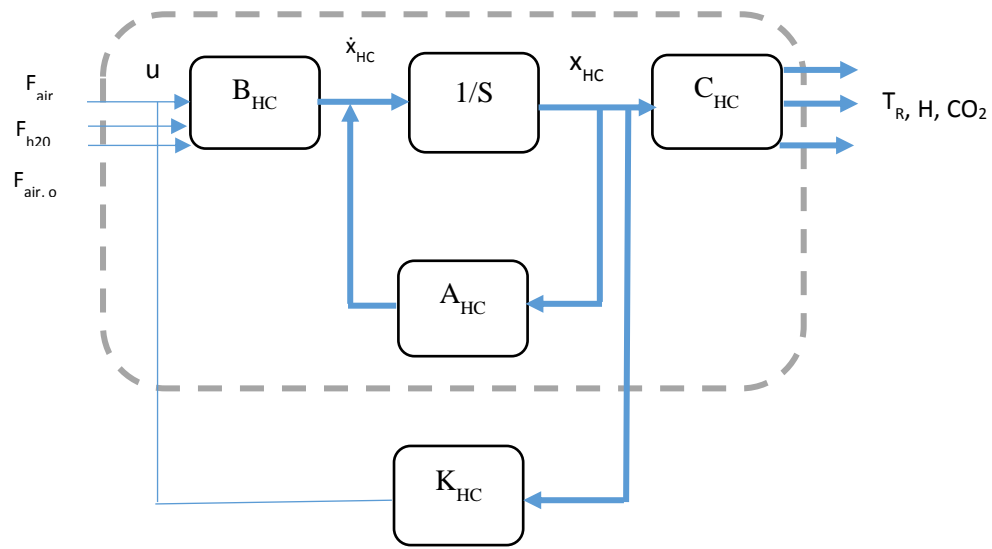 u
ẋHC
xHC
Fair
Fh20
Fair, o
BHC
1/S
CHC
TR, H, CO2
AHC
KHC